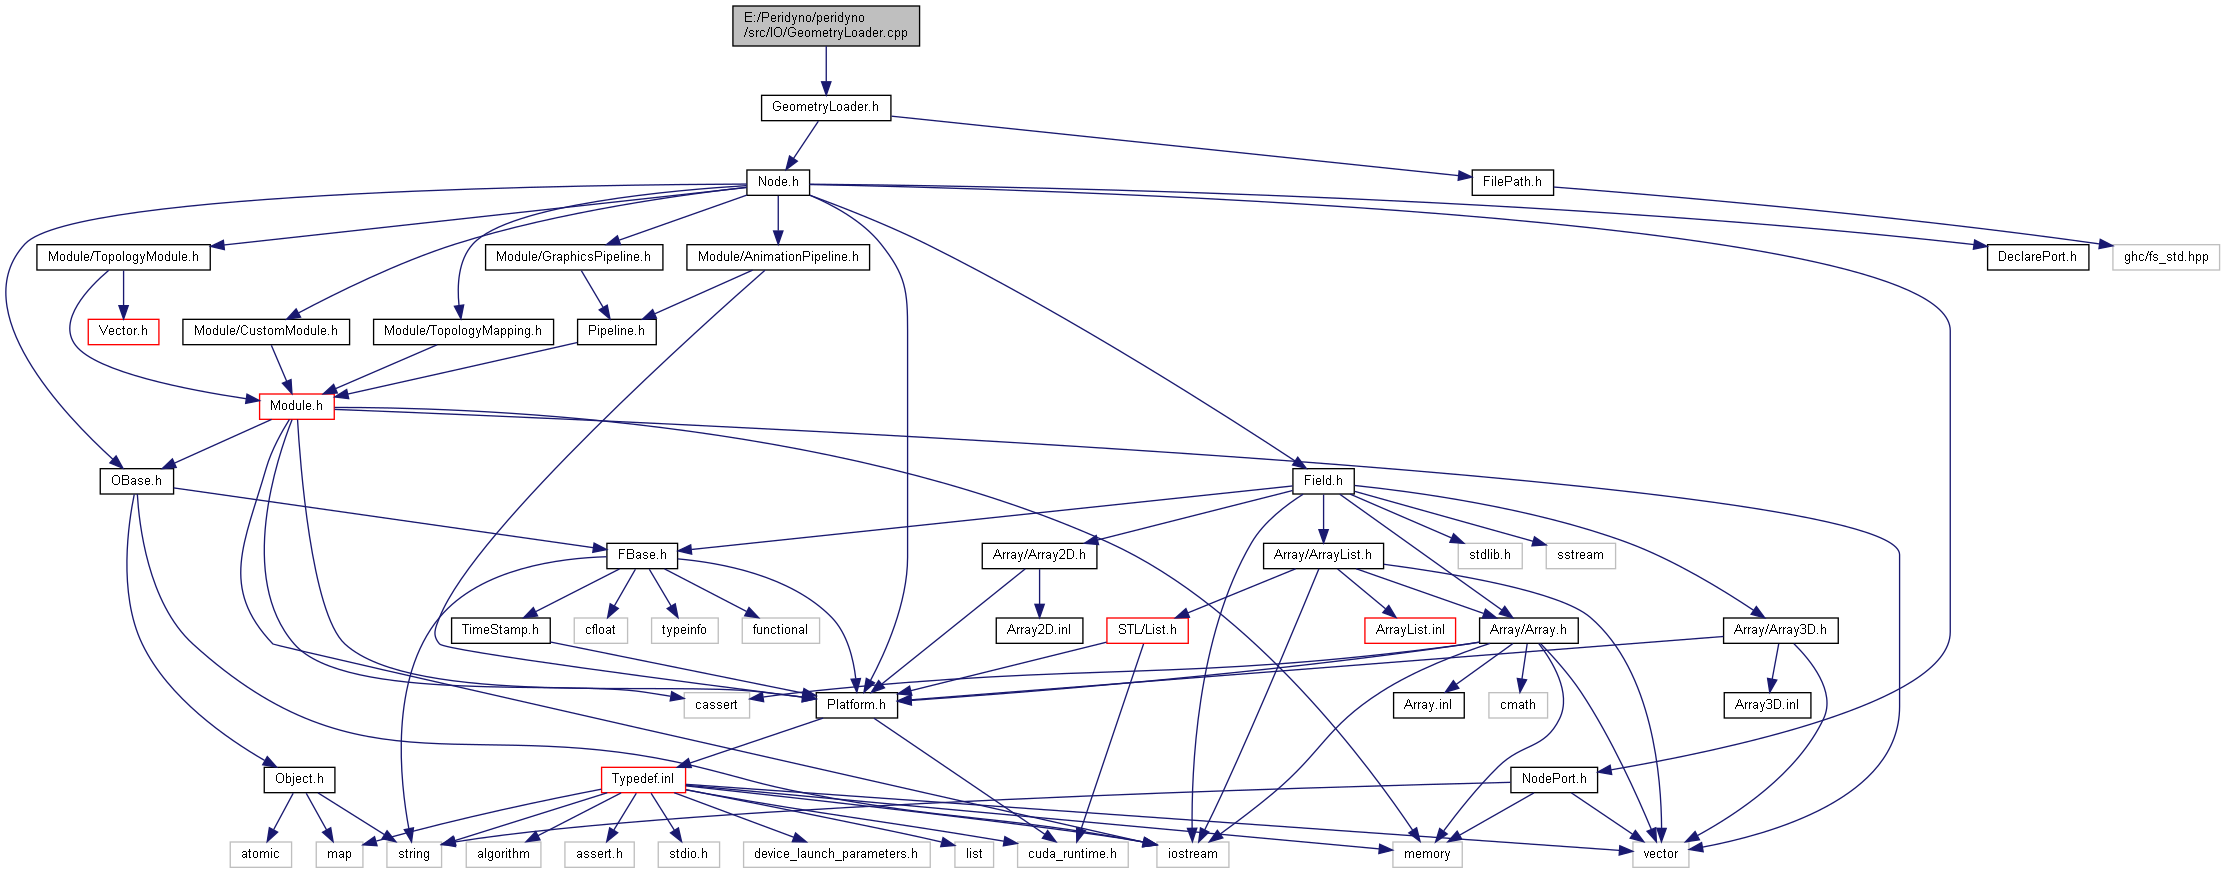 E:/Peridyno/peridyno
/src/IO/GeometryLoader.cpp
GeometryLoader.h
Node.h
FilePath.h
Module/TopologyModule.h
Module/GraphicsPipeline.h
Module/AnimationPipeline.h
DeclarePort.h
ghc/fs_std.hpp
Vector.h
Module/CustomModule.h
Module/TopologyMapping.h
Pipeline.h
Module.h
OBase.h
Field.h
FBase.h
Array/Array2D.h
Array/ArrayList.h
stdlib.h
sstream
TimeStamp.h
cfloat
typeinfo
functional
Array2D.inl
STL/List.h
ArrayList.inl
Array/Array.h
Array/Array3D.h
cassert
Platform.h
Array.inl
cmath
Array3D.inl
Object.h
Typedef.inl
NodePort.h
atomic
map
string
algorithm
assert.h
stdio.h
device_launch_parameters.h
list
cuda_runtime.h
iostream
memory
vector